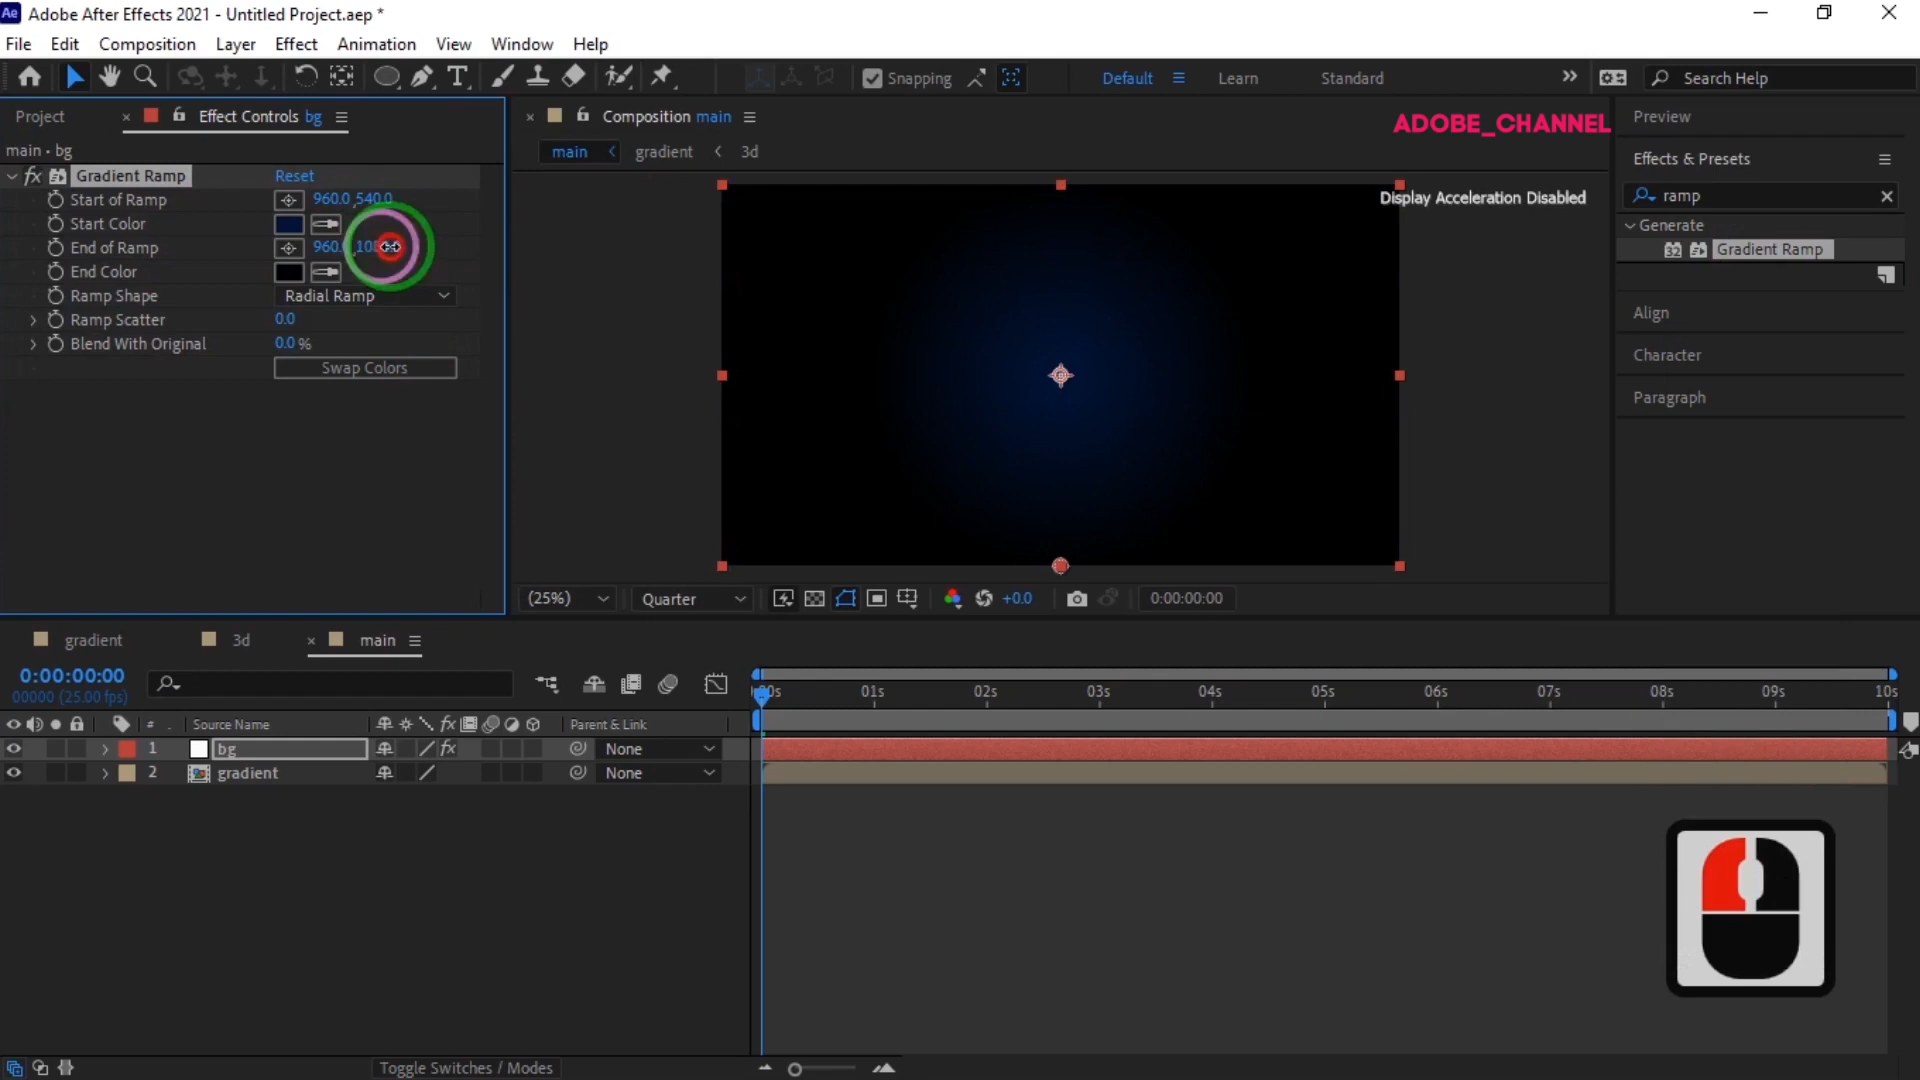 Ae Adobe After Effects 2021 - Untitled Project.aep *
File Edit Composition Layer Effect Animation View Window Help
Snapping Default Learn Standard Search Help
Project Effect Controls bg
main • bg
fx Gradient Ramp Reset
Start of Ramp 960.0 ,540.0
Start Color
End of Ramp
End Color
Ramp Shape Radial Ramp
Ramp Scatter 0.0
Blend With Original 0.0 %
Swap Colors
Composition main
main gradient 3d
ADOBE_CHANNEL
Display Acceleration Disabled
(25%) Quarter +0.0 0:00:00:00
Preview
Effects & Presets
ramp
Generate
32 Gradient Ramp
Align
Character
Paragraph
gradient 3d main
0:00:00:00
00000 (25.00 fps)
# Source Name fx Parent & Link
1 bg fx None
2 gradient None
00s 01s 02s 03s 04s 05s 06s 07s 08s 09s 10s
Toggle Switches / Modes